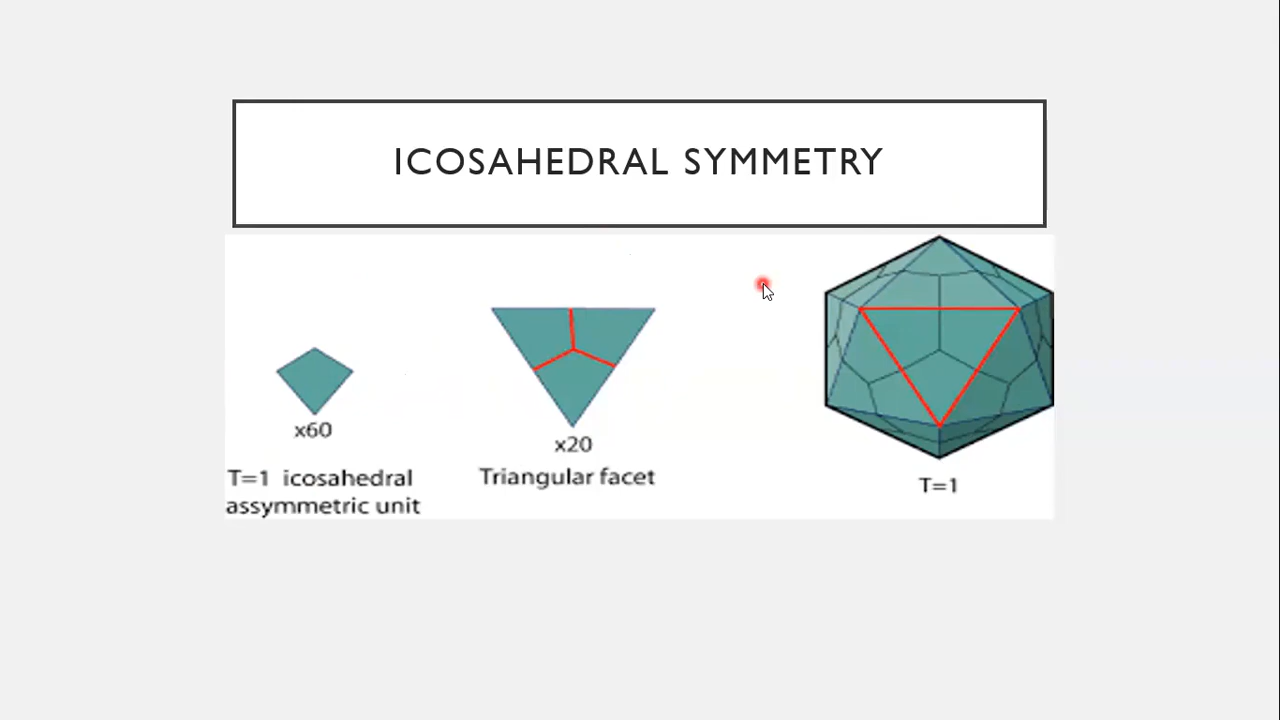 ICOSAHEDRAL SYMMETRY
x60
T=1 icosahedral
assymmetric unit
x20
Triangular facet
T=1